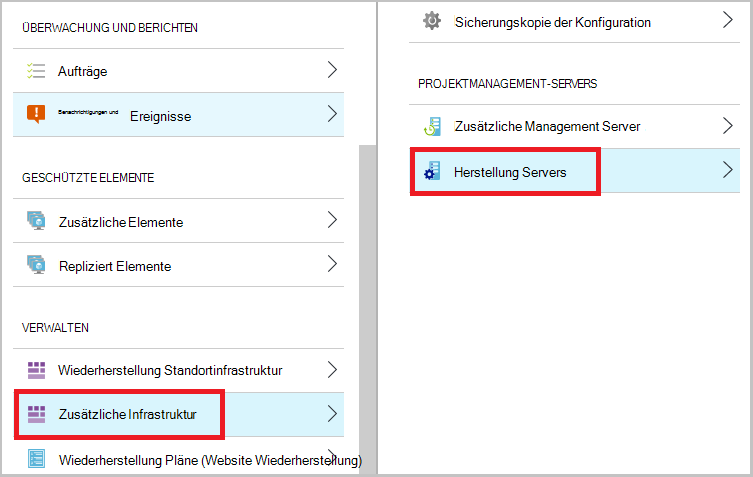 ÜBERWACHUNG UND BERICHTEN
Aufträge
Benachrichtigungen und Ereignisse
GESCHÜTZTE ELEMENTE
Zusätzliche Elemente
Repliziert Elemente
VERWALTEN
Wiederherstellung Standortinfrastruktur
Zusätzliche Infrastruktur
Wiederherstellung Pläne (Website Wiederherstellung)
Sicherungskopie der Konfiguration
PROJEKTMANAGEMENT-SERVERS
Zusätzliche Management Server
Herstellung Servers